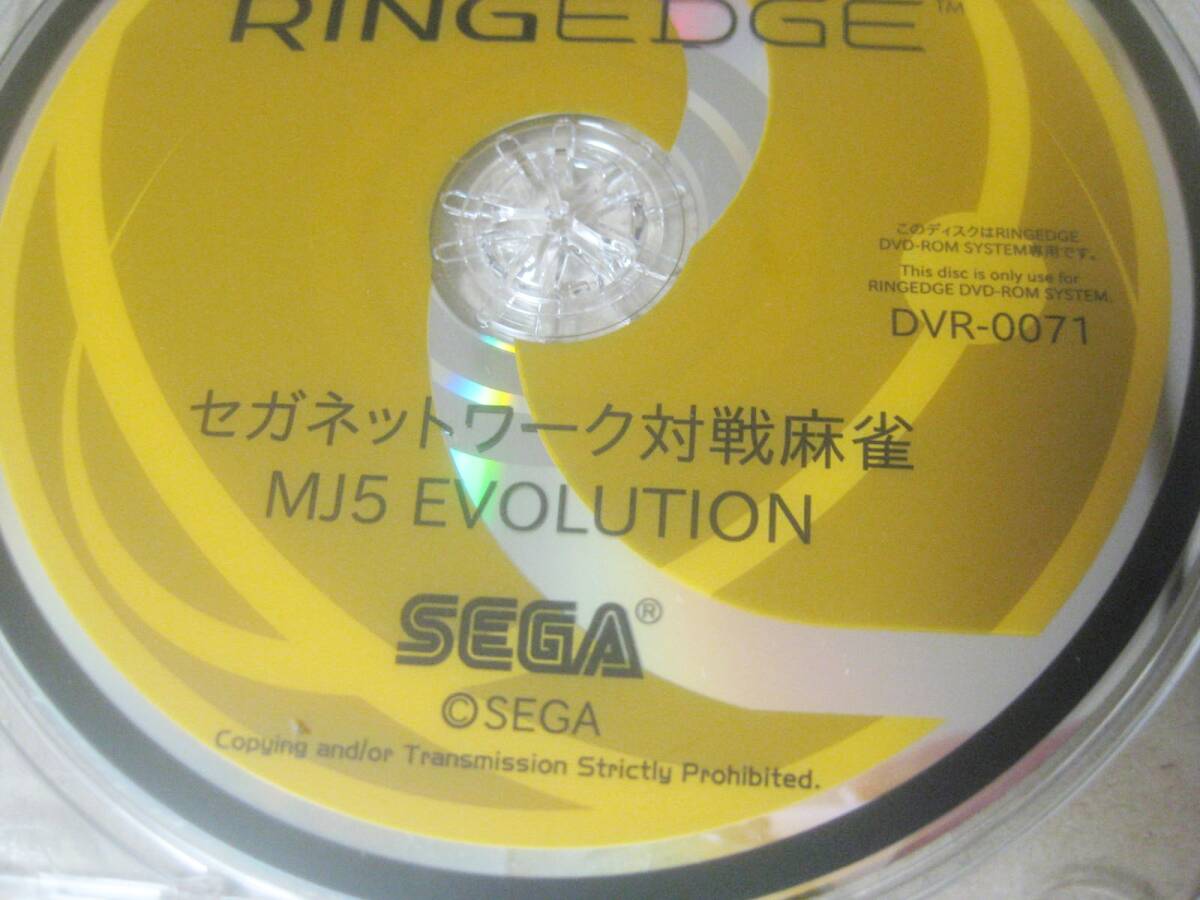 RINGEDGE™
このディスクはRINGEDGE
DVD-ROM SYSTEM専用です。
This disc is only use for
RINGEDGE DVD-ROM SYSTEM.
DVR-0071
セガネットワーク対戦麻雀
MJ5 EVOLUTION
SEGA®
©SEGA
Copying and/or Transmission Strictly Prohibited.